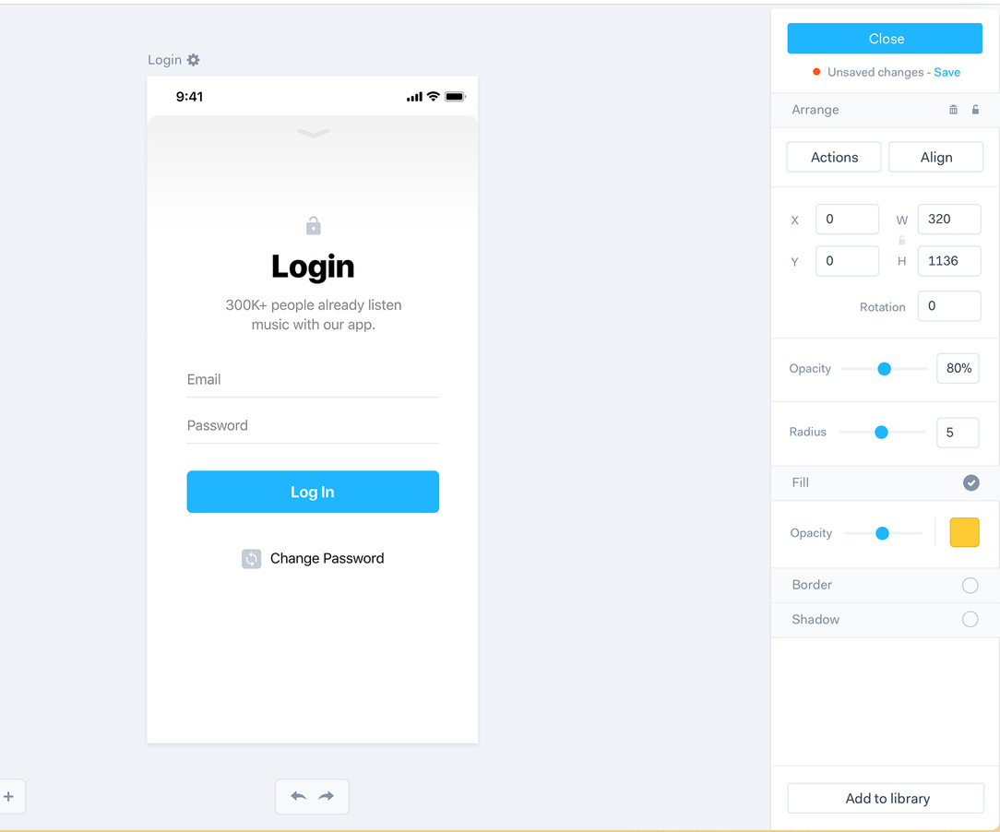 Login
9:41
Login
300K+ people already listen
music with our app.
Email
Password
Log In
Change Password
Close
Unsaved changes - Save
Arrange
Actions
Align
X 0 W 320
Y 0 H 1136
Rotation 0
Opacity 80%
Radius 5
Fill
Opacity
Border
Shadow
Add to library